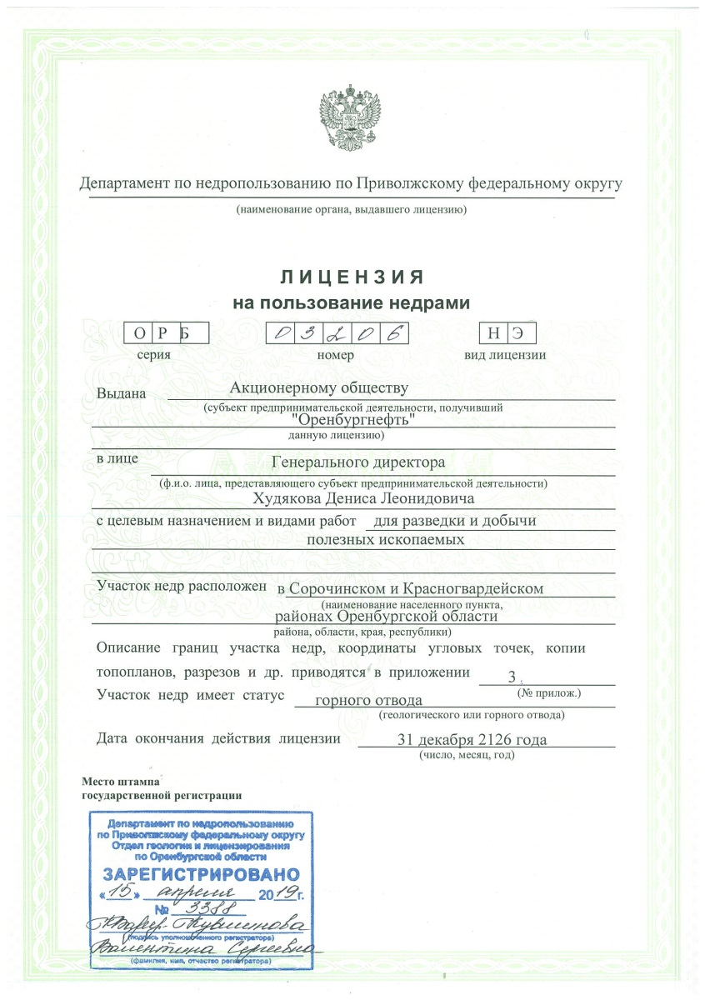 Департамент по недропользованию по Приволжскому федеральному округу
(наименование органа, выдавшего лицензию)
ЛИЦЕНЗИЯ
на пользование недрами
ОРБ 03206 НЭ
серия номер вид лицензии
Выдана Акционерному обществу
(субъект предпринимательской деятельности, получивший
"Оренбургнефть"
данную лицензию)
в лице Генерального директора
(ф.и.о. лица, представляющего субъект предпринимательской деятельности)
Худякова Дениса Леонидовича
с целевым назначением и видами работ для разведки и добычи
полезных ископаемых
Участок недр расположен в Сорочинском и Красногвардейском
(наименование населенного пункта,
районах Оренбургской области
района, области, края, республики)
Описание границ участка недр, координаты угловых точек, копии
топопланов, разрезов и др. приводятся в приложении 3
(№ прилож.)
Участок недр имеет статус горного отвода
(геологического или горного отвода)
Дата окончания действия лицензии 31 декабря 2126 года
(число, месяц, год)
Место штампа
государственной регистрации
Департамент по недропользованию
по Приволжскому федеральному округу
Отдел геологии и лицензирования
по Оренбургской области
ЗАРЕГИСТРИРОВАНО
«15» апреля 2019 г.
№ 3388
(подпись уполномоченного регистратора)
Валентина Сергеевна
(фамилия, имя, отчество регистратора)